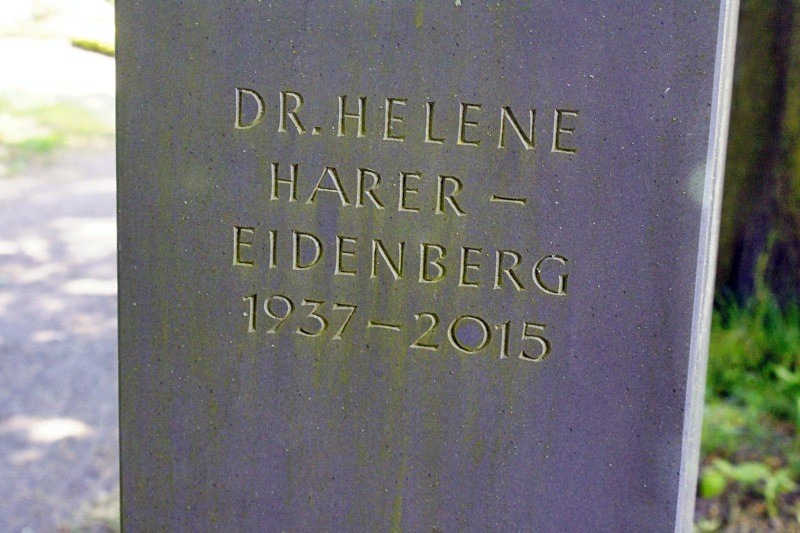 DR. HELENE
HARER –
EIDENBERG
1937 – 2015